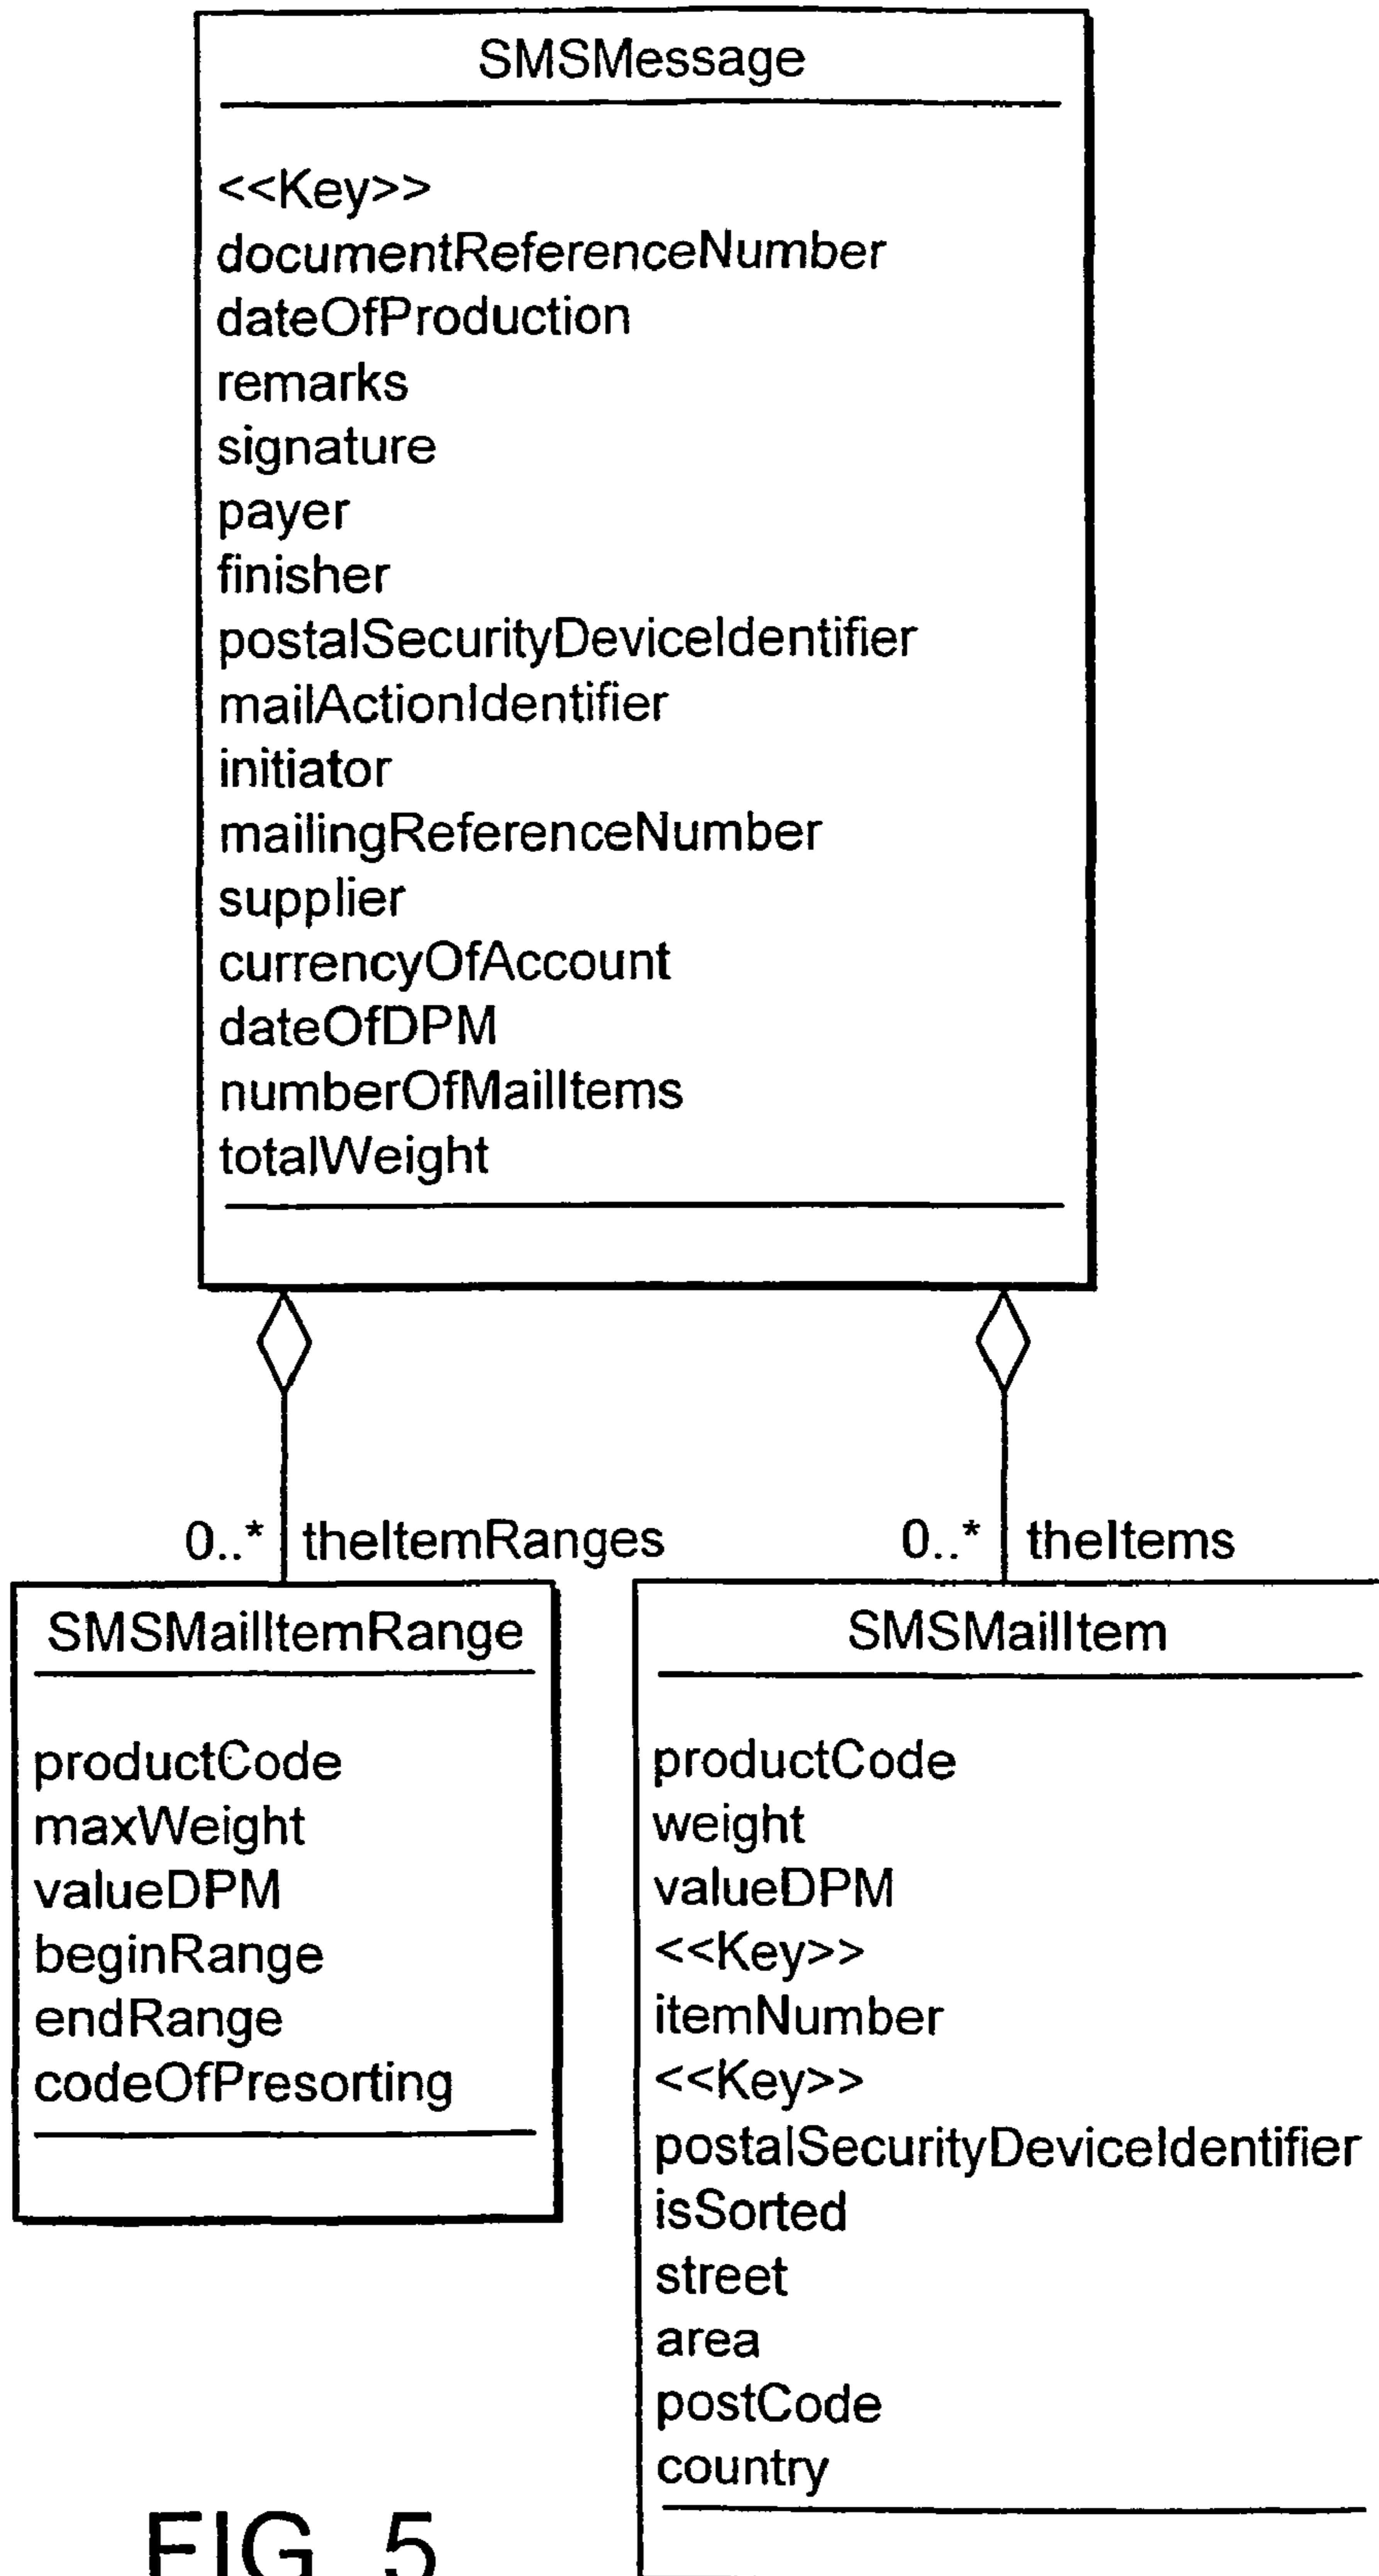 SMSMessage
<<Key>>
documentReferenceNumber
dateOfProduction
remarks
signature
payer
finisher
postalSecurityDeviceIdentifier
mailActionIdentifier
initiator
mailingReferenceNumber
supplier
currencyOfAccount
dateOfDPM
numberOfMailItems
totalWeight
0..* theItemRanges
0..* theItems
SMSMailItemRange
productCode
maxWeight
valueDPM
beginRange
endRange
codeOfPresorting
SMSMailItem
productCode
weight
valueDPM
<<Key>>
itemNumber
<<Key>>
postalSecurityDeviceIdentifier
isSorted
street
area
postCode
country
FIG. 5